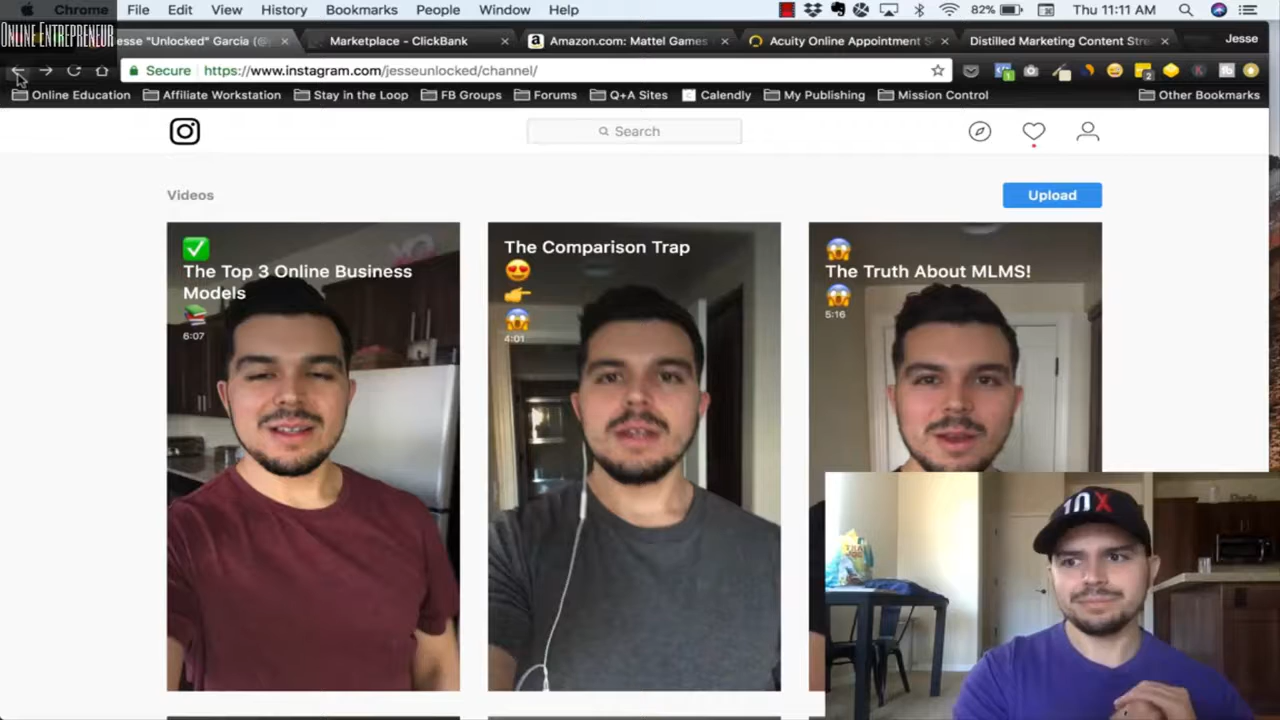 Chrome File Edit View History Bookmarks People Window Help 82% Thu 11:11 AM
ONLINE ENTREPRENEUR
esse "Unlocked" Garcia (@ Marketplace - ClickBank Amazon.com: Mattel Games Acuity Online Appointment S Distilled Marketing Content Stre Jesse
Secure https://www.instagram.com/jesseunlocked/channel/
Online Education Affiliate Workstation Stay in the Loop FB Groups Forums Q+A Sites Calendly My Publishing Mission Control Other Bookmarks
Search
Videos Upload
The Top 3 Online Business
Models
6:07
The Comparison Trap
4:01
The Truth About MLMS!
5:16
10X